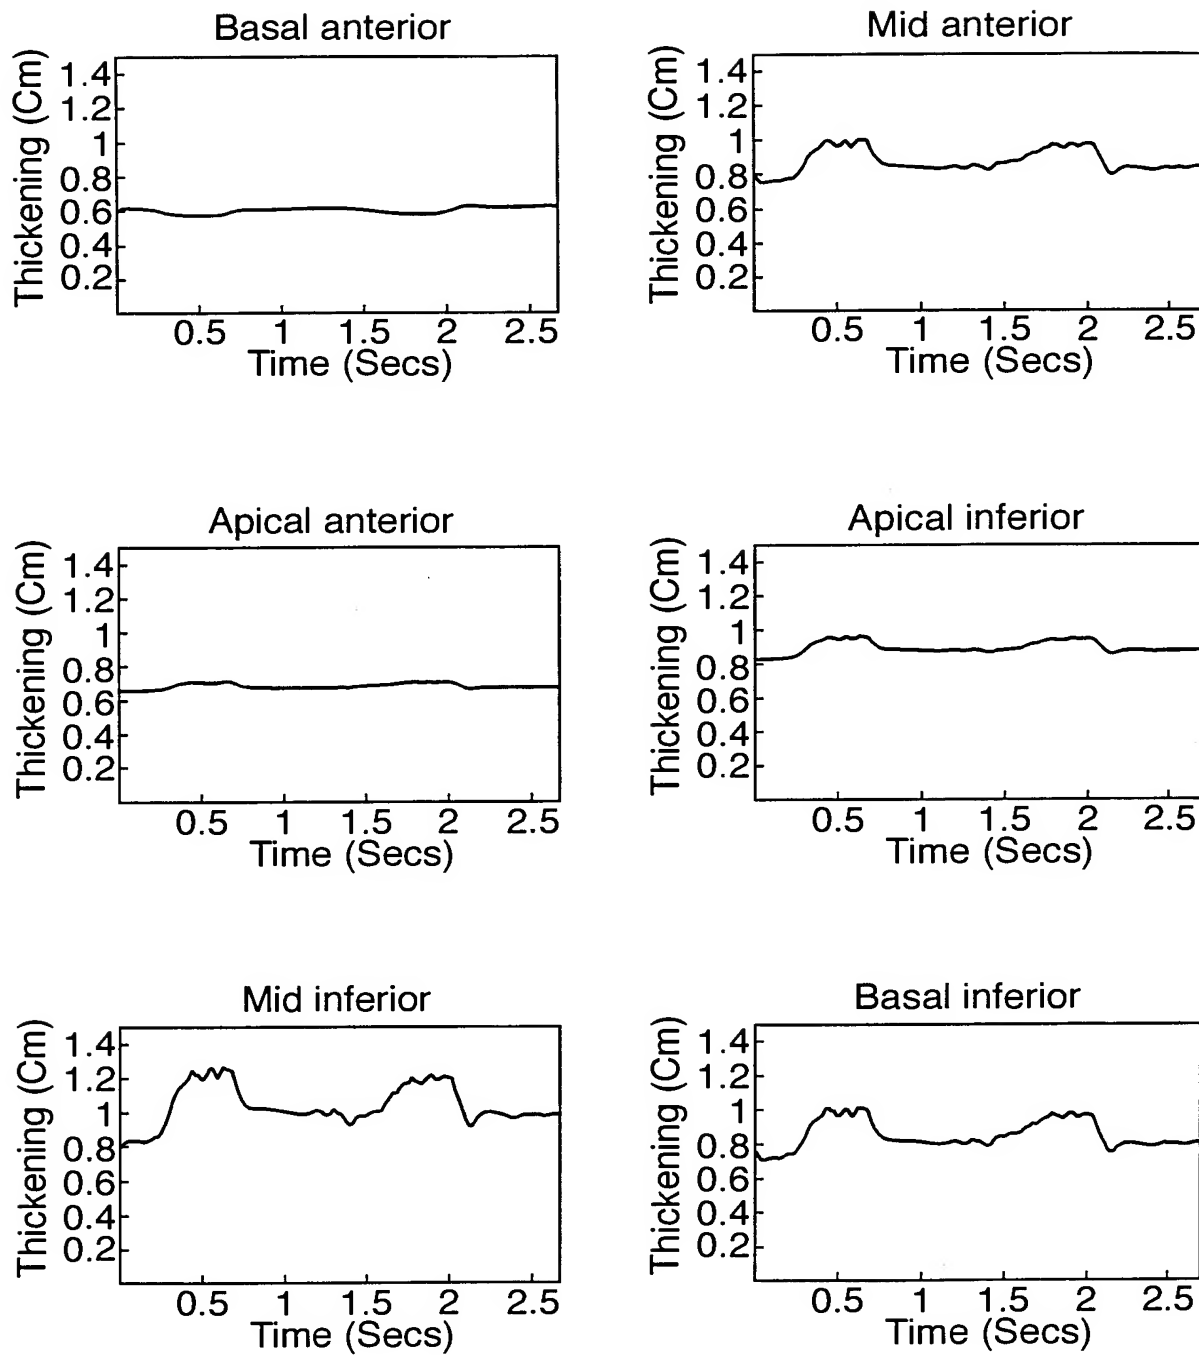 Basal anterior
Thickening (Cm)
1.4
1.2
1
0.8
0.6
0.4
0.2
0.5 1 1.5 2 2.5
Time (Secs)
Mid anterior
Thickening (Cm)
1.4
1.2
1
0.8
0.6
0.4
0.2
0.5 1 1.5 2 2.5
Time (Secs)
Apical anterior
Thickening (Cm)
1.4
1.2
1
0.8
0.6
0.4
0.2
0.5 1 1.5 2 2.5
Time (Secs)
Apical inferior
Thickening (Cm)
1.4
1.2
1
0.8
0.6
0.4
0.2
0.5 1 1.5 2 2.5
Time (Secs)
Mid inferior
Thickening (Cm)
1.4
1.2
1
0.8
0.6
0.4
0.2
0.5 1 1.5 2 2.5
Time (Secs)
Basal inferior
Thickening (Cm)
1.4
1.2
1
0.8
0.6
0.4
0.2
0.5 1 1.5 2 2.5
Time (Secs)